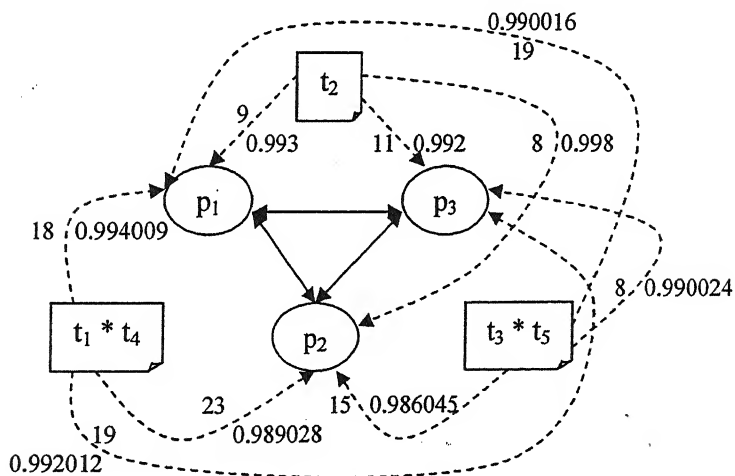 0.990016
19
t₂
9
0.993
11 0.992
8 0.998
p₁
p₃
18 0.994009
8 0.990024
t₁ * t₄
p₂
t₃ * t₅
23
15 0.986045
19
0.989028
0.992012